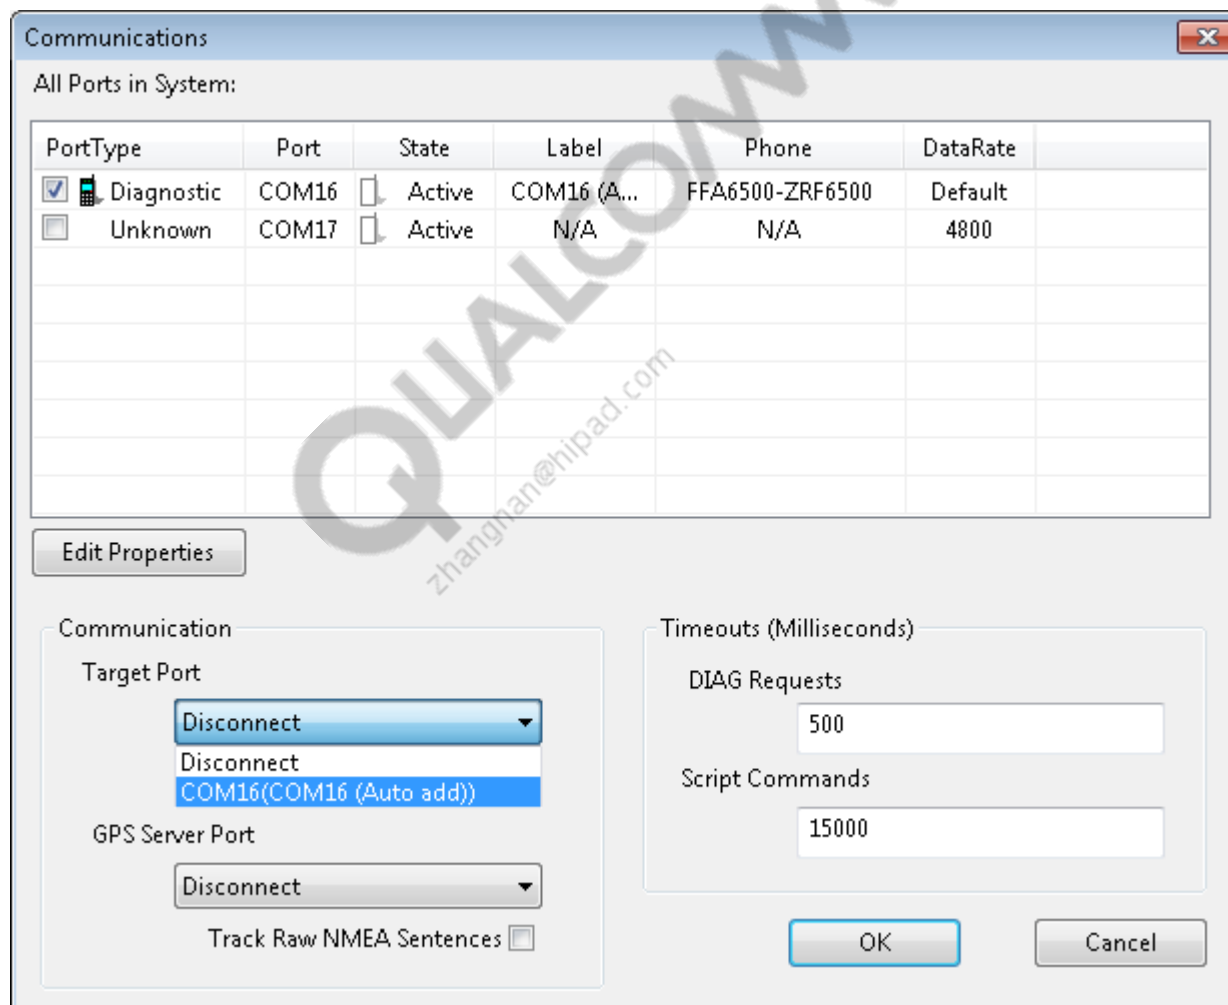 Communications
All Ports in System:
PortType Port State Label Phone DataRate
Diagnostic COM16 Active COM16 (A... FFA6500-ZRF6500 Default
Unknown COM17 Active N/A N/A 4800
QUALCOMM
zhangnan@hipad.com
Edit Properties
Communication
Target Port
Disconnect
Disconnect
COM16(COM16 (Auto add))
GPS Server Port
Disconnect
Track Raw NMEA Sentences
Timeouts (Milliseconds)
DIAG Requests
500
Script Commands
15000
OK
Cancel